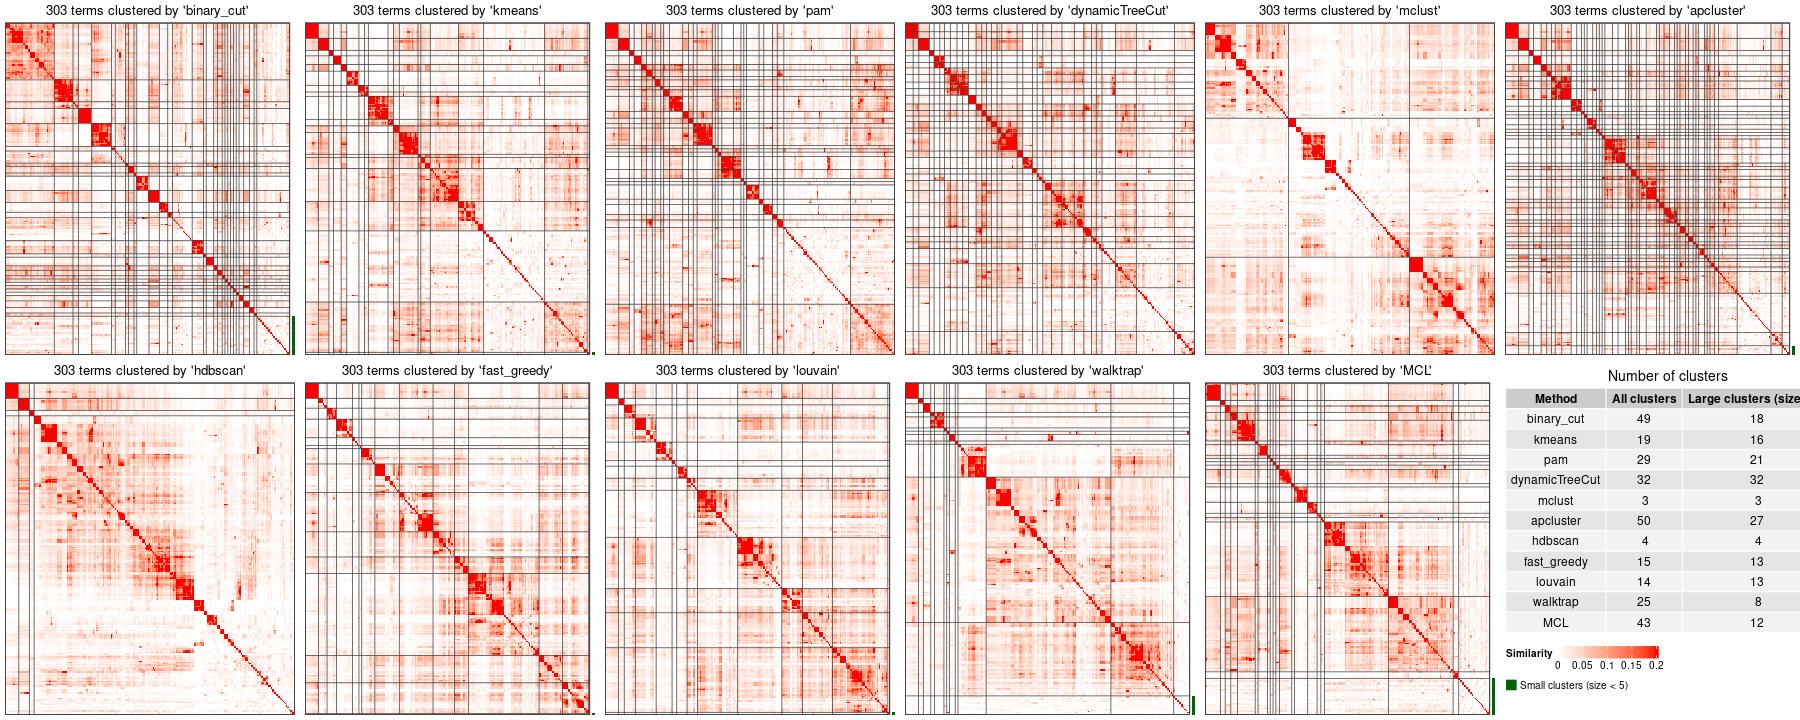 303 terms clustered by 'binary_cut'
303 terms clustered by 'kmeans'
303 terms clustered by 'pam'
303 terms clustered by 'dynamicTreeCut'
303 terms clustered by 'mclust'
303 terms clustered by 'apcluster'
303 terms clustered by 'hdbscan'
303 terms clustered by 'fast_greedy'
303 terms clustered by 'louvain'
303 terms clustered by 'walktrap'
303 terms clustered by 'MCL'
Number of clusters
Method All clusters Large clusters (size
binary_cut 49 18
kmeans 19 16
pam 29 21
dynamicTreeCut 32 32
mclust 3 3
apcluster 50 27
hdbscan 4 4
fast_greedy 15 13
louvain 14 13
walktrap 25 8
MCL 43 12
Similarity
0 0.05 0.1 0.15 0.2
Small clusters (size < 5)